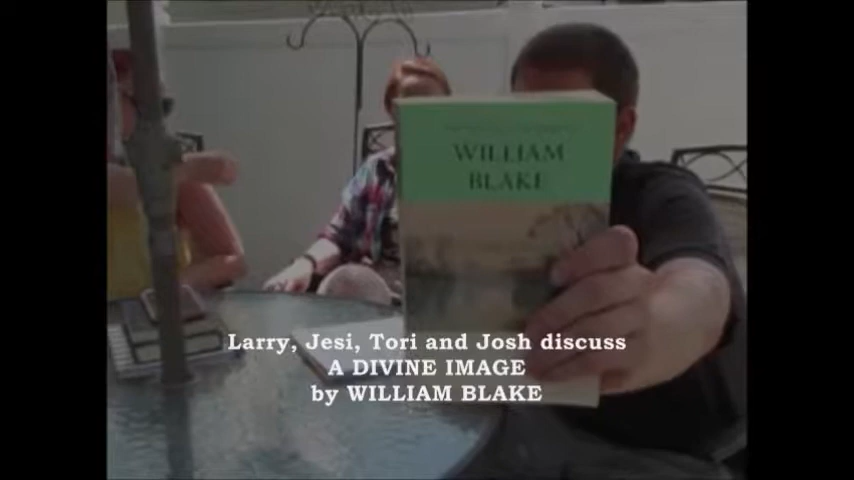 WILLIAM
BLAKE
Larry, Jesi, Tori and Josh discuss
A DIVINE IMAGE
by WILLIAM BLAKE